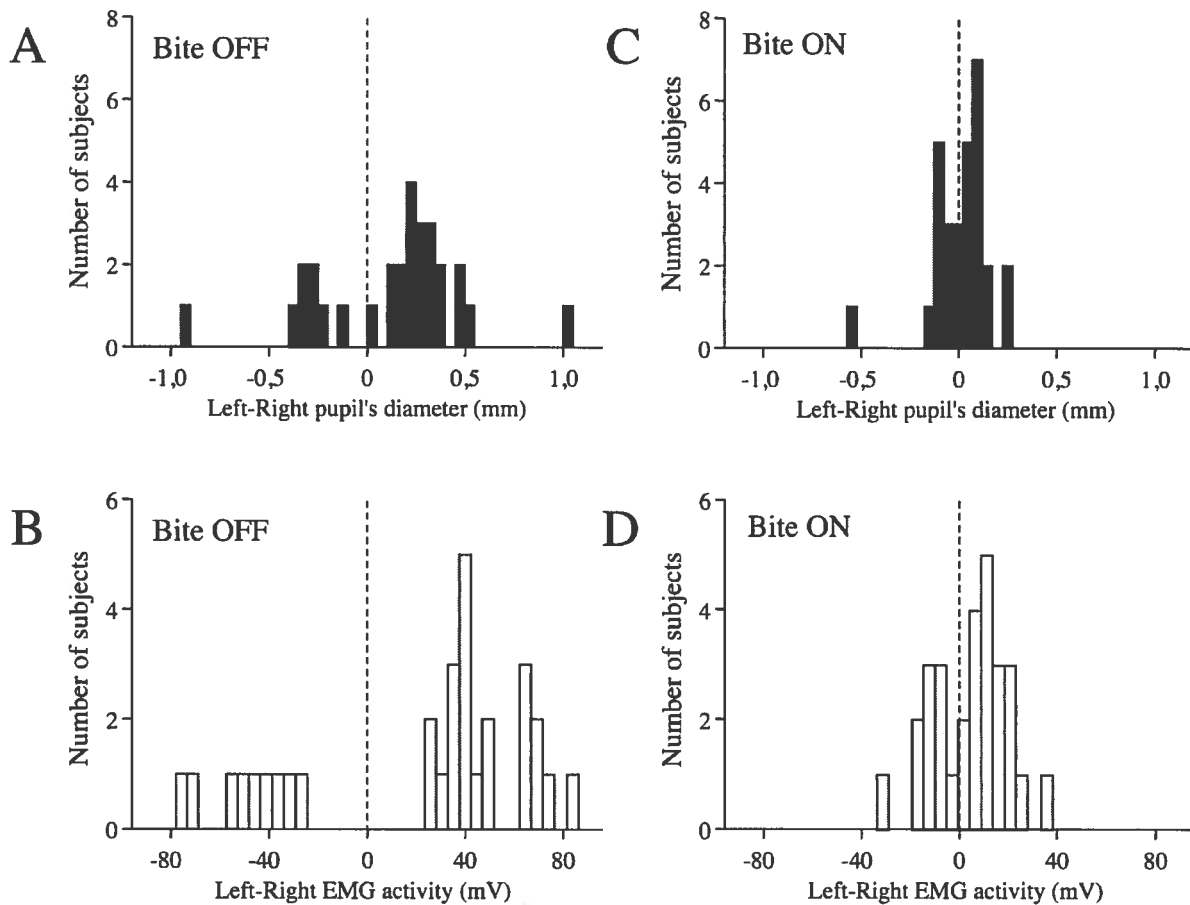 A
Bite OFF
Number of subjects
8
6
4
2
0
-1,0
-0,5
0
0,5
1,0
Left-Right pupil's diameter (mm)
C
Bite ON
Number of subjects
8
6
4
2
0
-1,0
-0,5
0
0,5
1,0
Left-Right pupil's diameter (mm)
B
Bite OFF
Number of subjects
6
4
2
0
-80
-40
0
40
80
Left-Right EMG activity (mV)
D
Bite ON
Number of subjects
6
4
2
0
-80
-40
0
40
80
Left-Right EMG activity (mV)